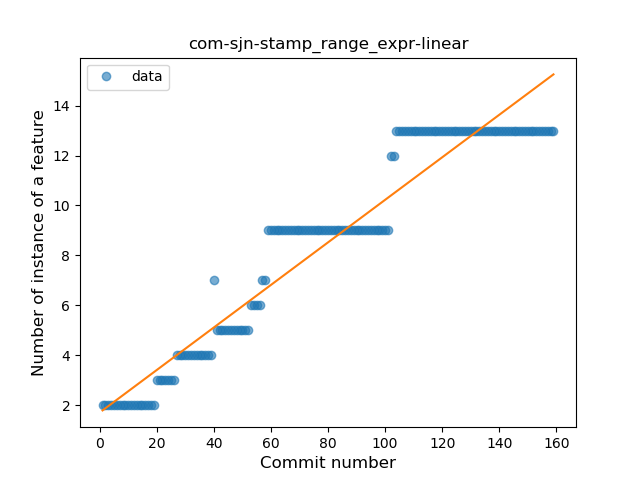 com-sjn-stamp_range_expr-linear
data
Number of instance of a feature
14
12
10
8
6
4
2
0 20 40 60 80 100 120 140 160
Commit number